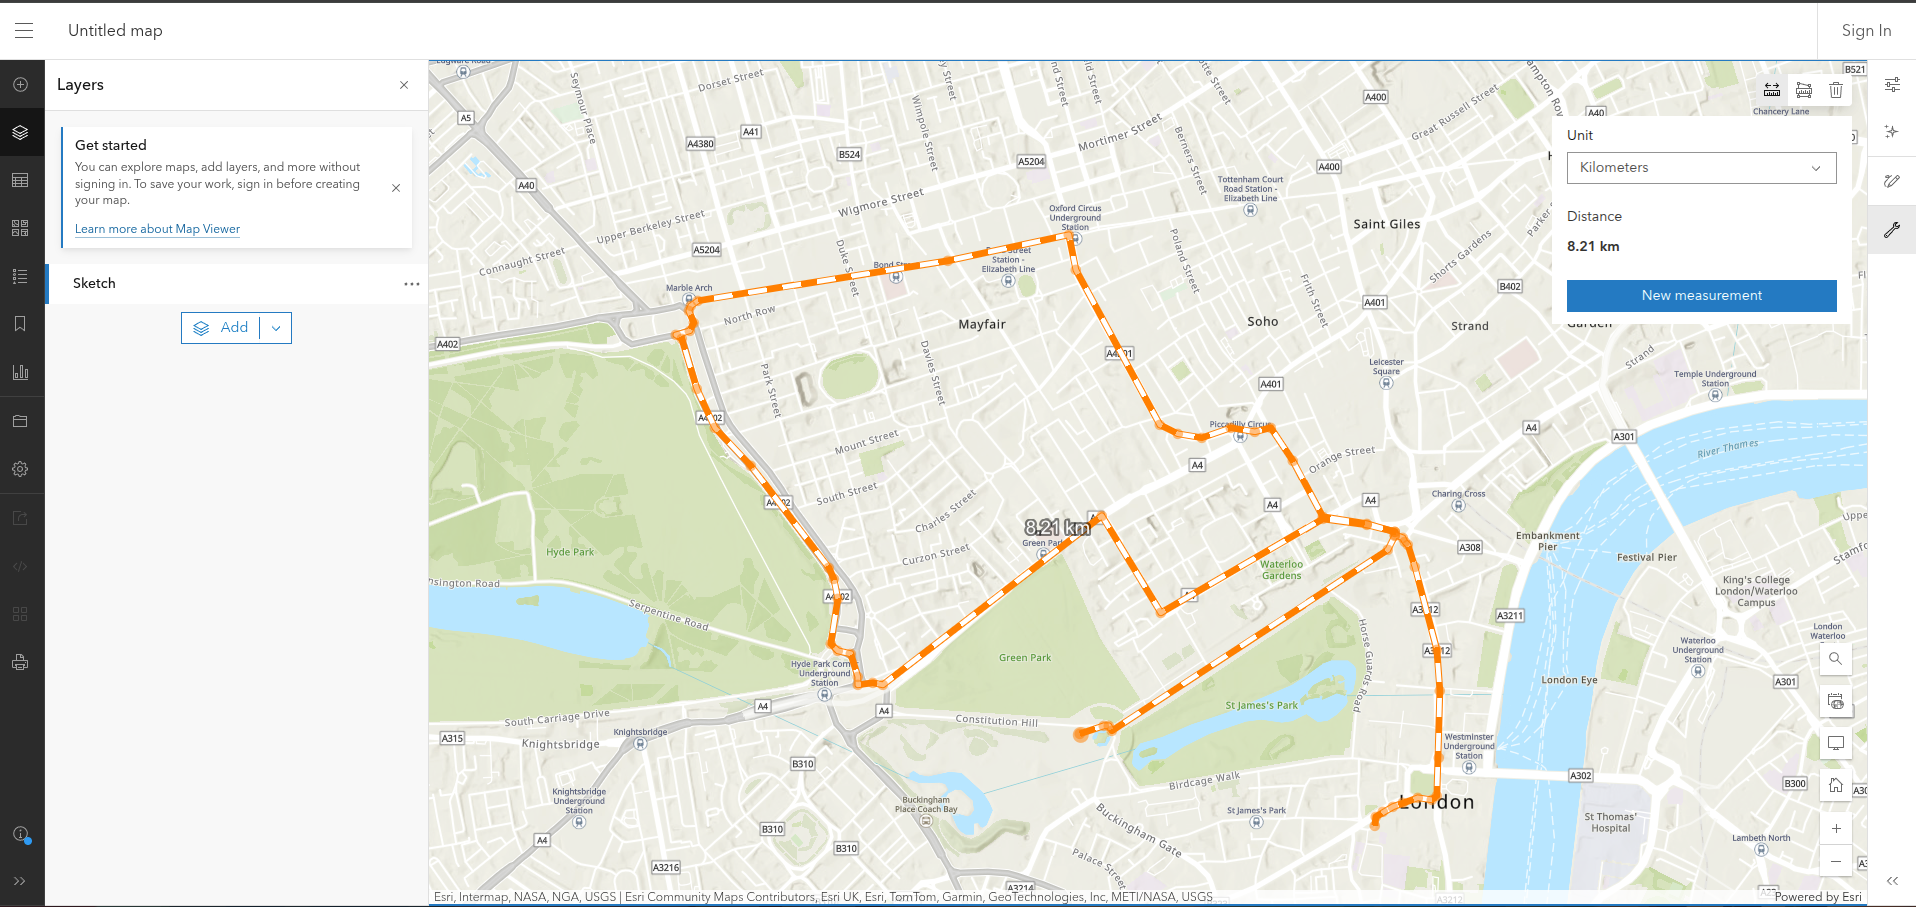 Untitled map
Sign In
Layers
Get started
You can explore maps, add layers, and more without
signing in. To save your work, sign in before creating
your map.
Learn more about Map Viewer
Sketch
Add
Unit
Kilometers
Distance
8.21 km
New measurement
Seymour Place
Dorset Street
Wimpole Street
Mortimer Street
Berners Street
Great Russell Street
Chancery Lane
B521
A400
A40
A5
A41
A4380
B524
A5204
A400
A40
Tottenham Court
Road Station -
Elizabeth Line
Wigmore Street
Oxford Circus
Underground
Station
Saint Giles
Upper Berkeley Street
A5204
Connaught Street
Duke Street
Station -
Elizabeth Line
Poland Street
Shorts Gardens
Frith Street
B402
Marble Arch
North Row
Mayfair
Soho
A401
Strand
A402
Davies Street
Park Street
Leicester
Square
Strand
Temple Underground
Station
A401
Mount Street
Piccadilly Circus
A4
A301
River Thames
Orange Street
A4
South Street
Charles Street
A4
A4
Charing Cross
8.21 km
Curzon Street
Hyde Park
Waterloo
Gardens
A308
Embankment
Pier
Festival Pier
King's College
London/Waterloo
Campus
Serpentine Road
A3211
Horse Guards Road
London
Waterloo
Waterloo
Underground
Station
Green Park
Underground
Station
A301
London Eye
A4
A4
South Carriage Drive
Constitution Hill
St James's Park
A315
Knightsbridge
Knightsbridge
Westminster
Underground
Station
B310
Birdcage Walk
A302
B300
Knightsbridge
Underground
Station
Buckingham
Place Coach Bay
St James's Park
London
St Thomas'
Hospital
B310
A4
B310
Buckingham Gate
Palace Street
Lambeth North
A3216
A3214
Esri, Intermap, NASA, NGA, USGS | Esri Community Maps Contributors, Esri UK, Esri, TomTom, Garmin, GeoTechnologies, Inc, METI/NASA, USGS
Powered by Esri